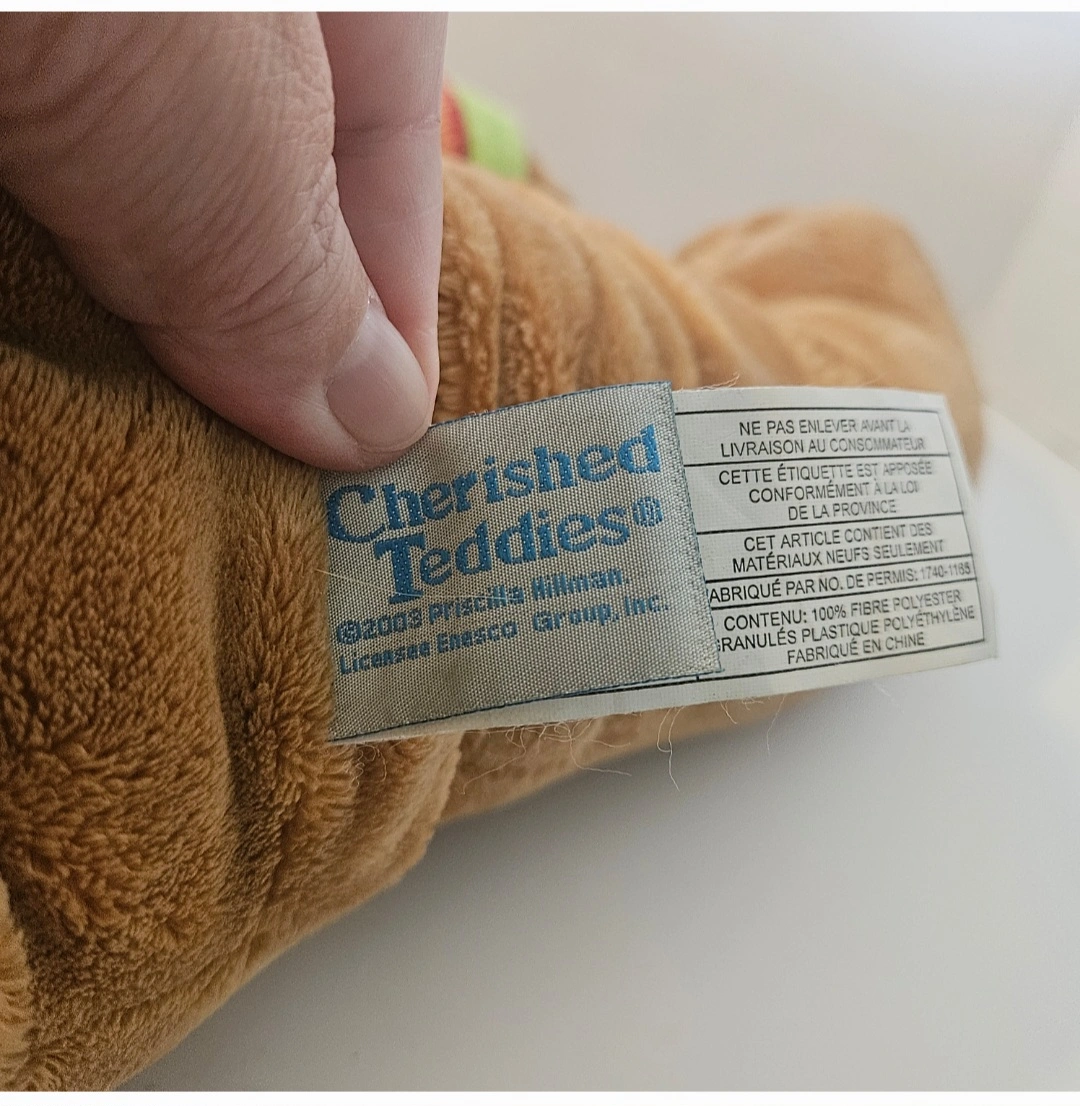 Cherished
Teddies®
©2003 Priscilla Hillman
Licensee Enesco Group, Inc.
NE PAS ENLEVER AVANT LA
LIVRAISON AU CONSOMMATEUR
CETTE ÉTIQUETTE EST APPOSÉE
CONFORMÉMENT À LA LOI
DE LA PROVINCE
CET ARTICLE CONTIENT DES
MATÉRIAUX NEUFS SEULEMENT
ABRIQUÉ PAR NO. DE PERMIS: 1740-1165
CONTENU: 100% FIBRE POLYESTER
GRANULÉS PLASTIQUE POLYÉTHYLÈNE
FABRIQUÉ EN CHINE